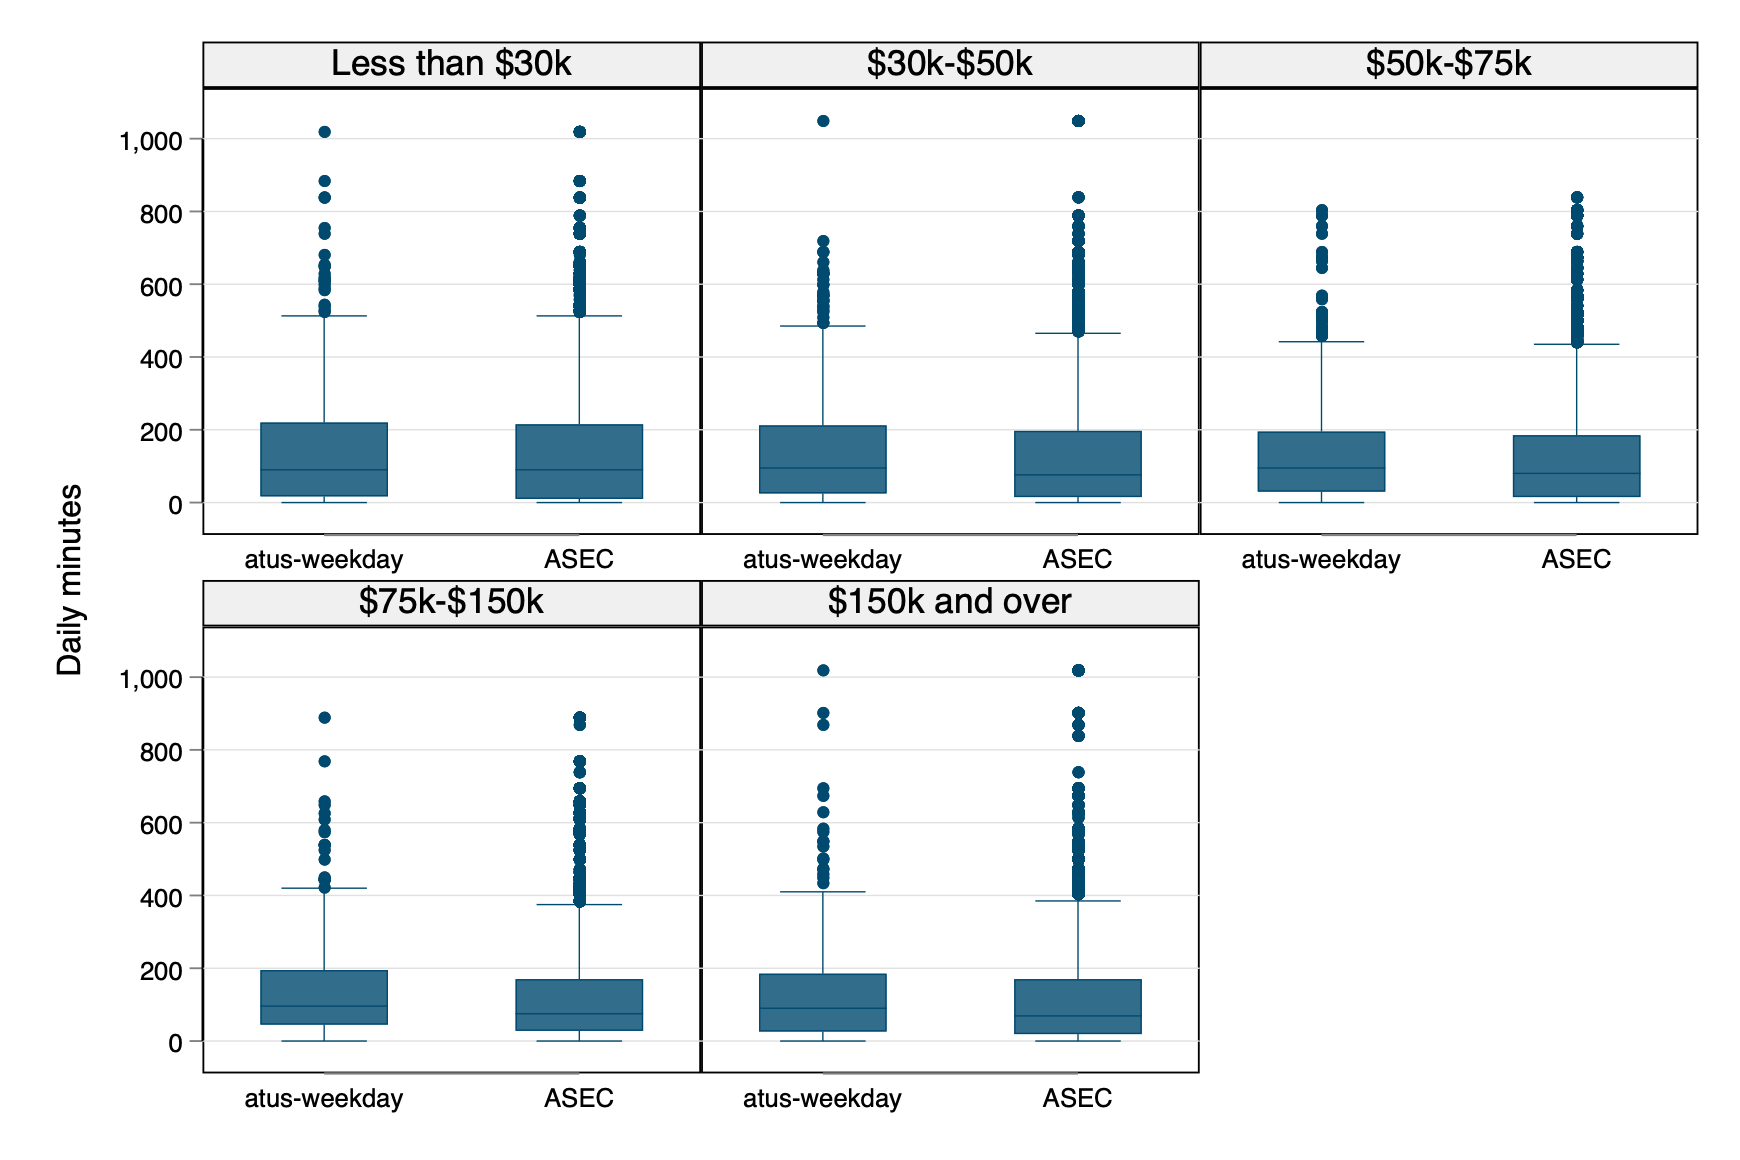 Less than $30k
$30k-$50k
$50k-$75k
1,000
800
600
400
200
0
atus-weekday
ASEC
atus-weekday
ASEC
atus-weekday
ASEC
Daily minutes
$75k-$150k
$150k and over
1,000
800
600
400
200
0
atus-weekday
ASEC
atus-weekday
ASEC